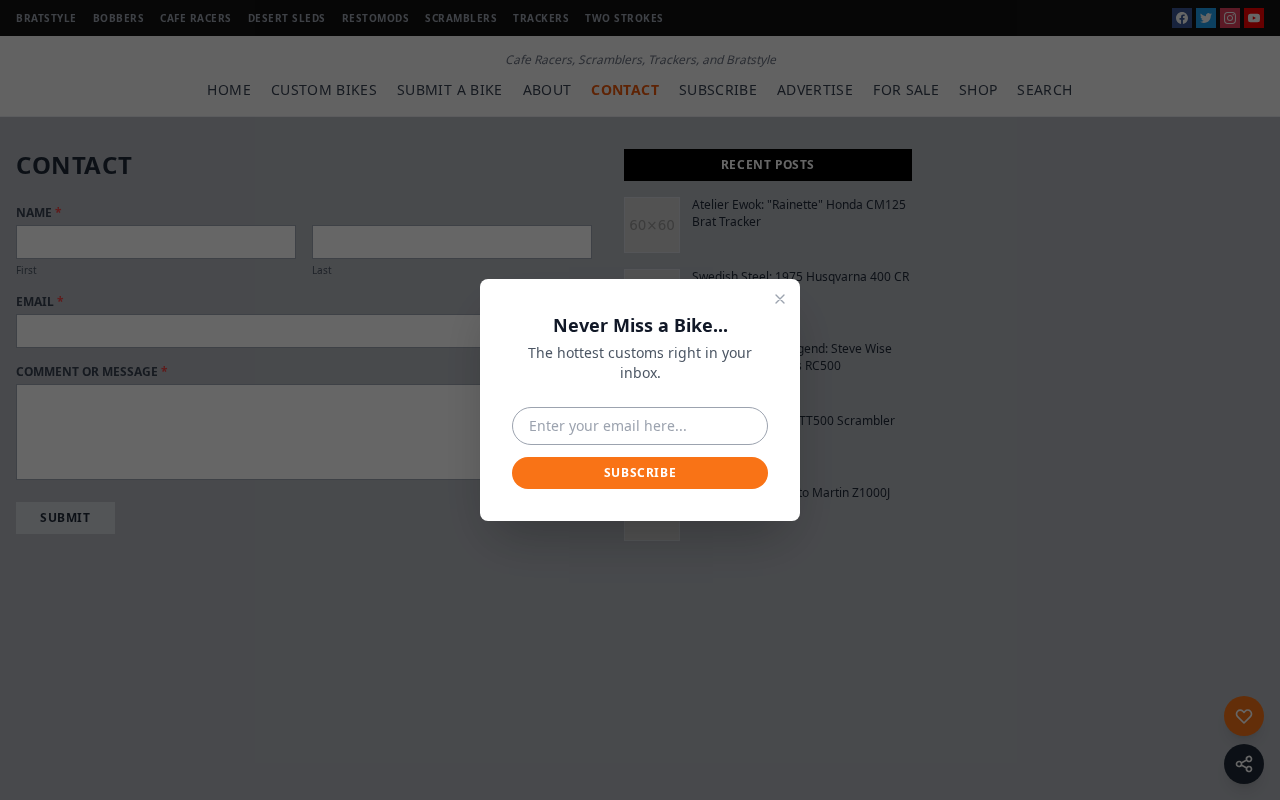 BRATSTYLE BOBBERS CAFE RACERS DESERT SLEDS RESTOMODS SCRAMBLERS TRACKERS TWO STROKES
Cafe Racers, Scramblers, Trackers, and Bratstyle
HOME CUSTOM BIKES SUBMIT A BIKE ABOUT CONTACT SUBSCRIBE ADVERTISE FOR SALE SHOP SEARCH
CONTACT
NAME *
First Last
EMAIL *
COMMENT OR MESSAGE *
SUBMIT
RECENT POSTS
60×60
Atelier Ewok: "Rainette" Honda CM125
Brat Tracker
Swedish Steel: 1975 Husqvarna 400 CR
Steve Wise
RC500
TT500 Scrambler
Martin Z1000J
Never Miss a Bike...
The hottest customs right in your
inbox.
Enter your email here...
SUBSCRIBE